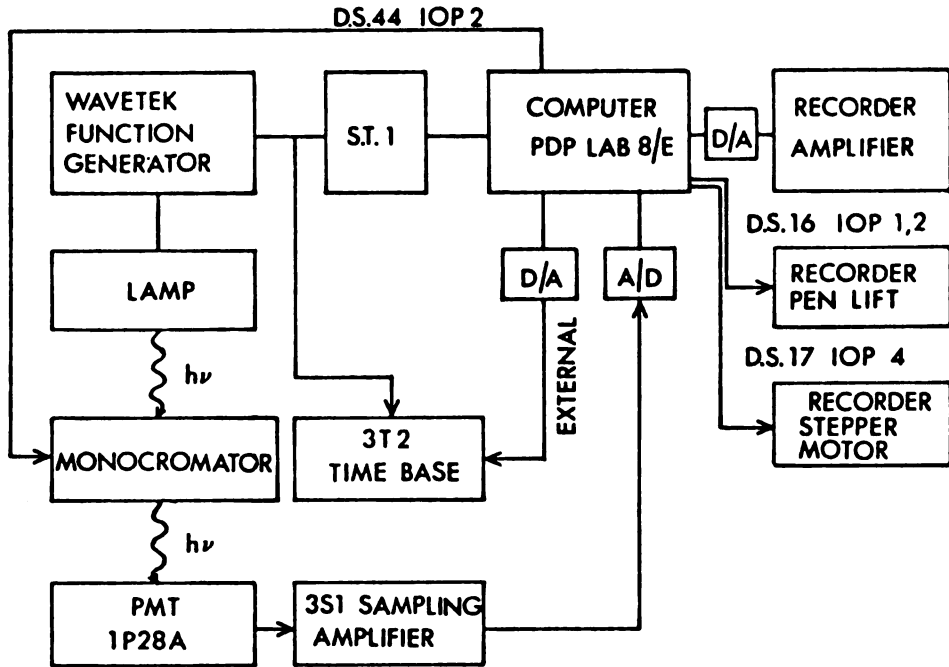 D.S.44 IOP 2
WAVETEK
FUNCTION
GENERATOR
S.T. 1
COMPUTER
PDP LAB 8/E
D/A
RECORDER
AMPLIFIER
D.S.16 IOP 1,2
LAMP
D/A
A/D
RECORDER
PEN LIFT
hν
EXTERNAL
D.S.17 IOP 4
RECORDER
STEPPER
MOTOR
MONOCROMATOR
3T2
TIME BASE
hν
PMT
1P28A
3S1 SAMPLING
AMPLIFIER